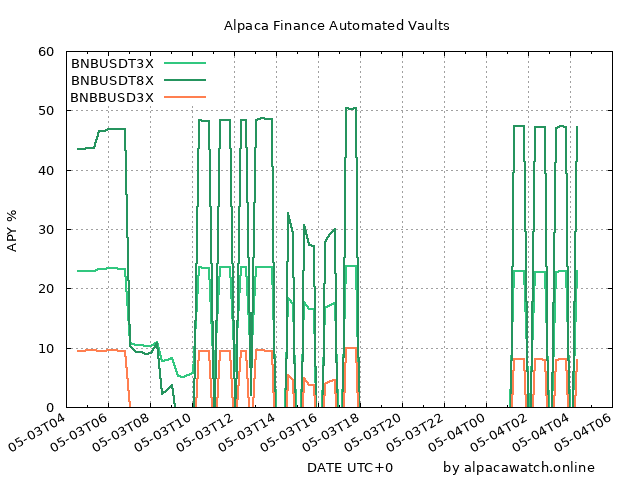 Alpaca Finance Automated Vaults
BNBUSDT3X
BNBUSDT8X
BNBBUSD3X
60
50
40
30
20
10
0
APY %
05-03T04
05-03T06
05-03T08
05-03T10
05-03T12
05-03T14
05-03T16
05-03T18
05-03T20
05-03T22
05-04T00
05-04T02
05-04T04
05-04T06
DATE UTC+0
by alpacawatch.online